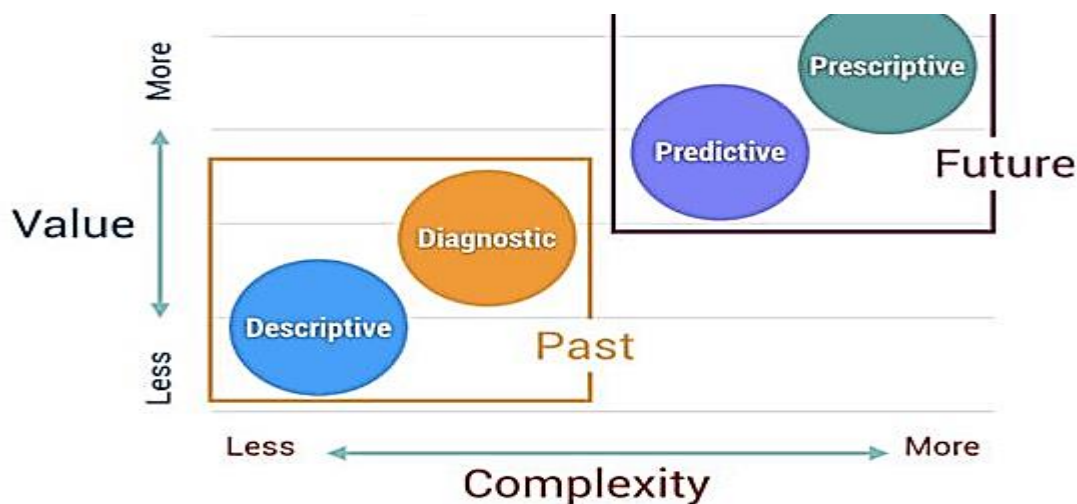 More
Prescriptive
Predictive
Future
Value
Diagnostic
Descriptive
Past
Less
Less
More
Complexity